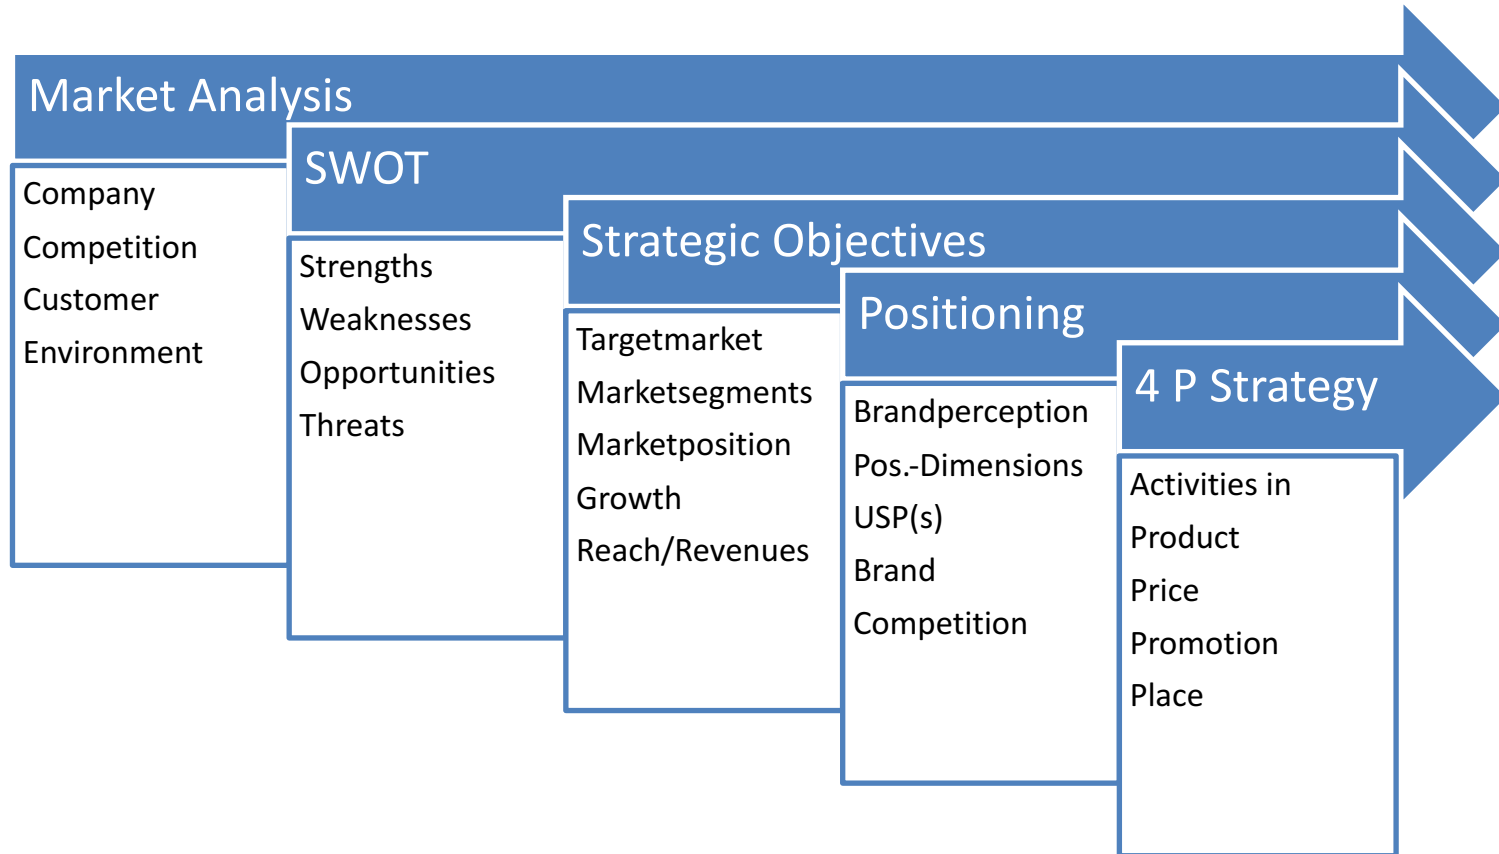 Market Analysis
Company
Competition
Customer
Environment
SWOT
Strengths
Weaknesses
Opportunities
Threats
Strategic Objectives
Targetmarket
Marketsegments
Marketposition
Growth
Reach/Revenues
Positioning
Brandperception
Pos.-Dimensions
USP(s)
Brand
Competition
4 P Strategy
Activities in
Product
Price
Promotion
Place